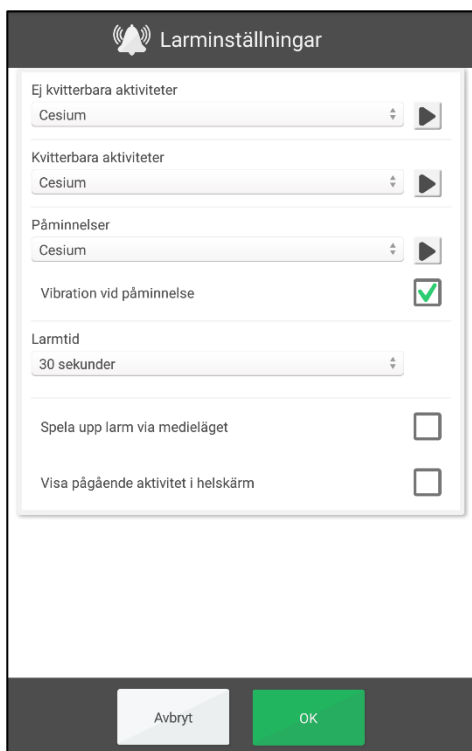 Larminställningar
Ej kvitterbara aktiviteter
Cesium
Kvitterbara aktiviteter
Cesium
Påminnelser
Cesium
Vibration vid påminnelse
Larmtid
30 sekunder
Spela upp larm via medieläget
Visa pågående aktivitet i helskärm
Avbryt
OK